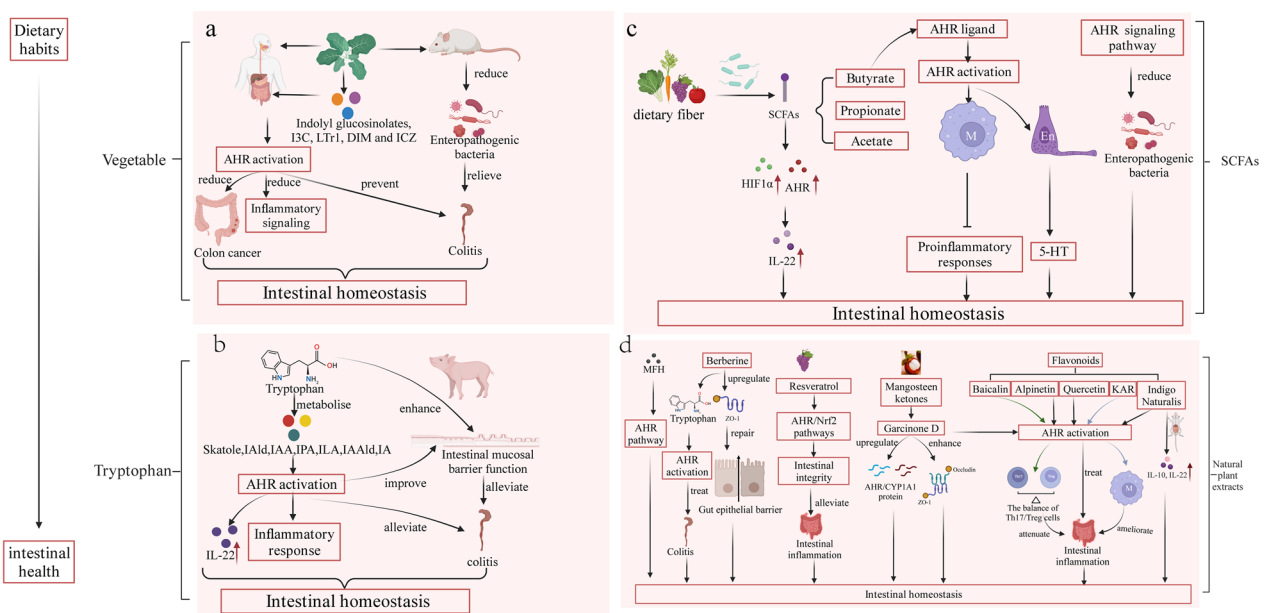 Dietary
habits
intestinal
health
Vegetable
Tryptophan
a
reduce
Indolyl glucosinolates,
I3C, LTr1, DIM and ICZ
Enteropathogenic
bacteria
AHR activation
relieve
reduce
reduce
prevent
Inflammatory
signaling
Colon cancer
Colitis
Intestinal homeostasis
b
O
OH
HN
NH2
Tryptophan
metabolise
enhance
Skatole,IAld,IAA,IPA,ILA,IAAld,IA
Intestinal mucosal
barrier function
AHR activation
improve
alleviate
alleviate
IL-22
Inflammatory
response
colitis
Intestinal homeostasis
c
AHR ligand
AHR signaling
pathway
Butyrate
AHR activation
reduce
dietary fiber
SCFAs
Propionate
Acetate
M
En
Enteropathogenic
bacteria
HIF1α
AHR
IL-22
Proinflammatory
responses
5-HT
Intestinal homeostasis
SCFAs
d
MFH
Berberine
upregulate
Tryptophan
ZO-1
repair
AHR
pathway
AHR
activation
treat
Gut epithelial barrier
Colitis
Resveratrol
AHR/Nrf2
pathways
Intestinal
integrity
alleviate
Intestinal
inflammation
Mangosteen
ketones
Garcinone D
upregulate
enhance
AHR/CYP1A1
protein
Occludin
ZO-1
Flavonoids
Baicalin
Alpinetin
Quercetin
KAR
Indigo
Naturalis
AHR activation
IL-10, IL-22
treat
M
The balance of
Th17/Treg cells
attenuate
ameliorate
Intestinal
inflammation
Intestinal homeostasis
Natural
plant
extracts